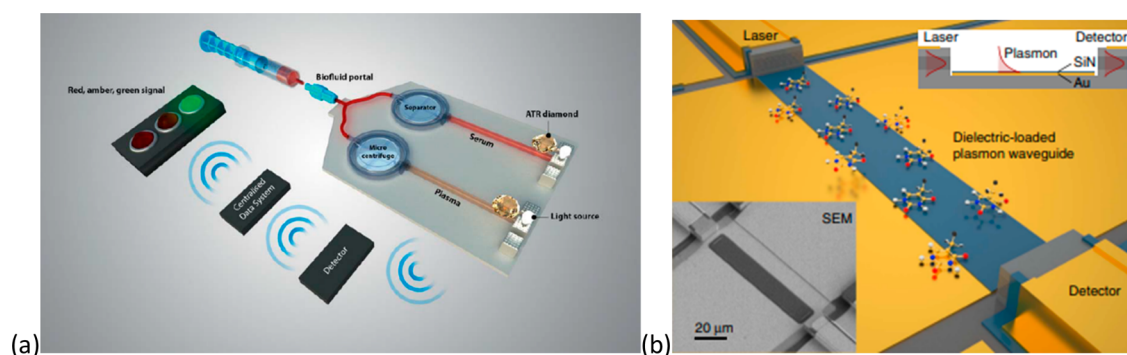 Red, amber, green signal
Biofluid portal
Separator
ATR diamond
Serum
Micro
centrifuge
Plasma
Light source
Centralised
Data System
Detector
(a)
Laser
Laser
Detector
Plasmon
SiN
Au
Dielectric-loaded
plasmon waveguide
SEM
20 µm
Detector
(b)